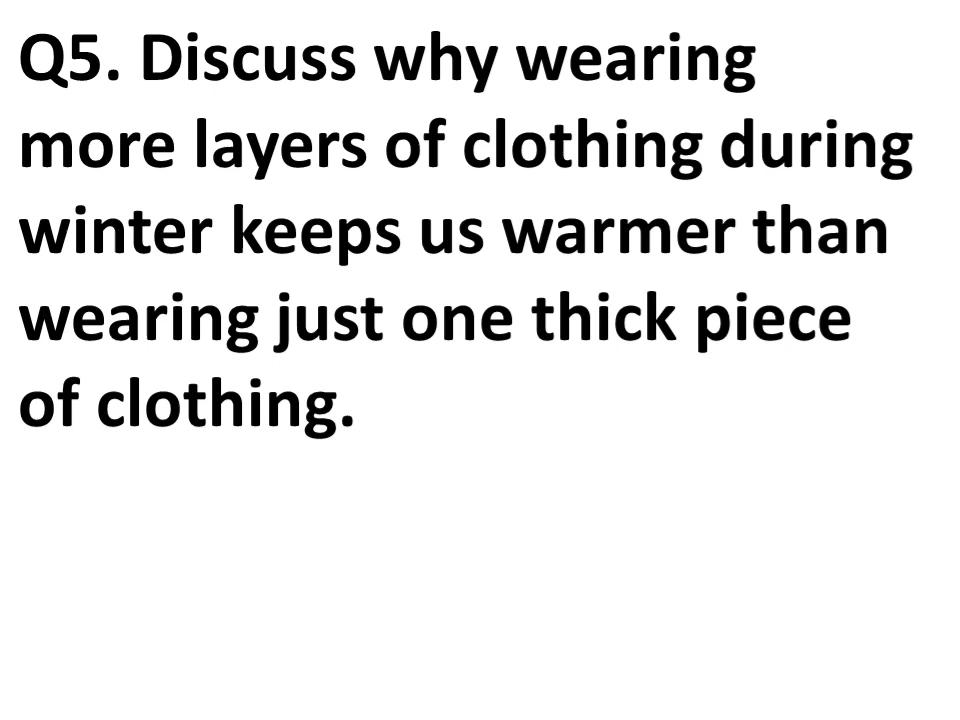 Q5. Discuss why wearing
more layers of clothing during
winter keeps us warmer than
wearing just one thick piece
of clothing.